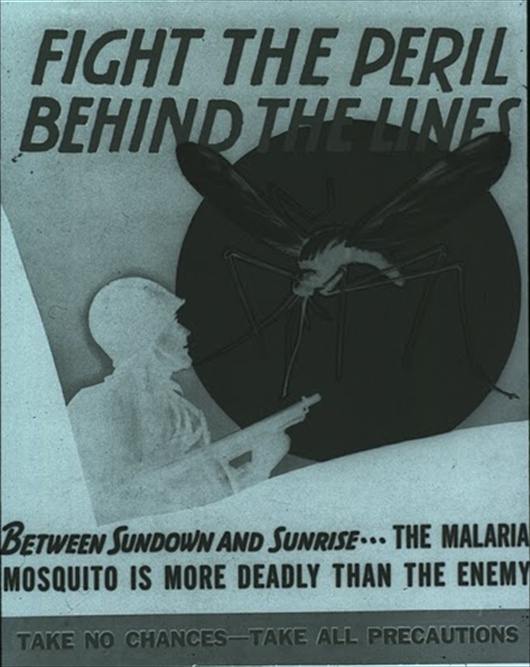 FIGHT THE PERIL
BEHIND THE LINES
BETWEEN SUNDOWN AND SUNRISE... THE MALARIA
MOSQUITO IS MORE DEADLY THAN THE ENEMY
TAKE NO CHANCES—TAKE ALL PRECAUTIONS